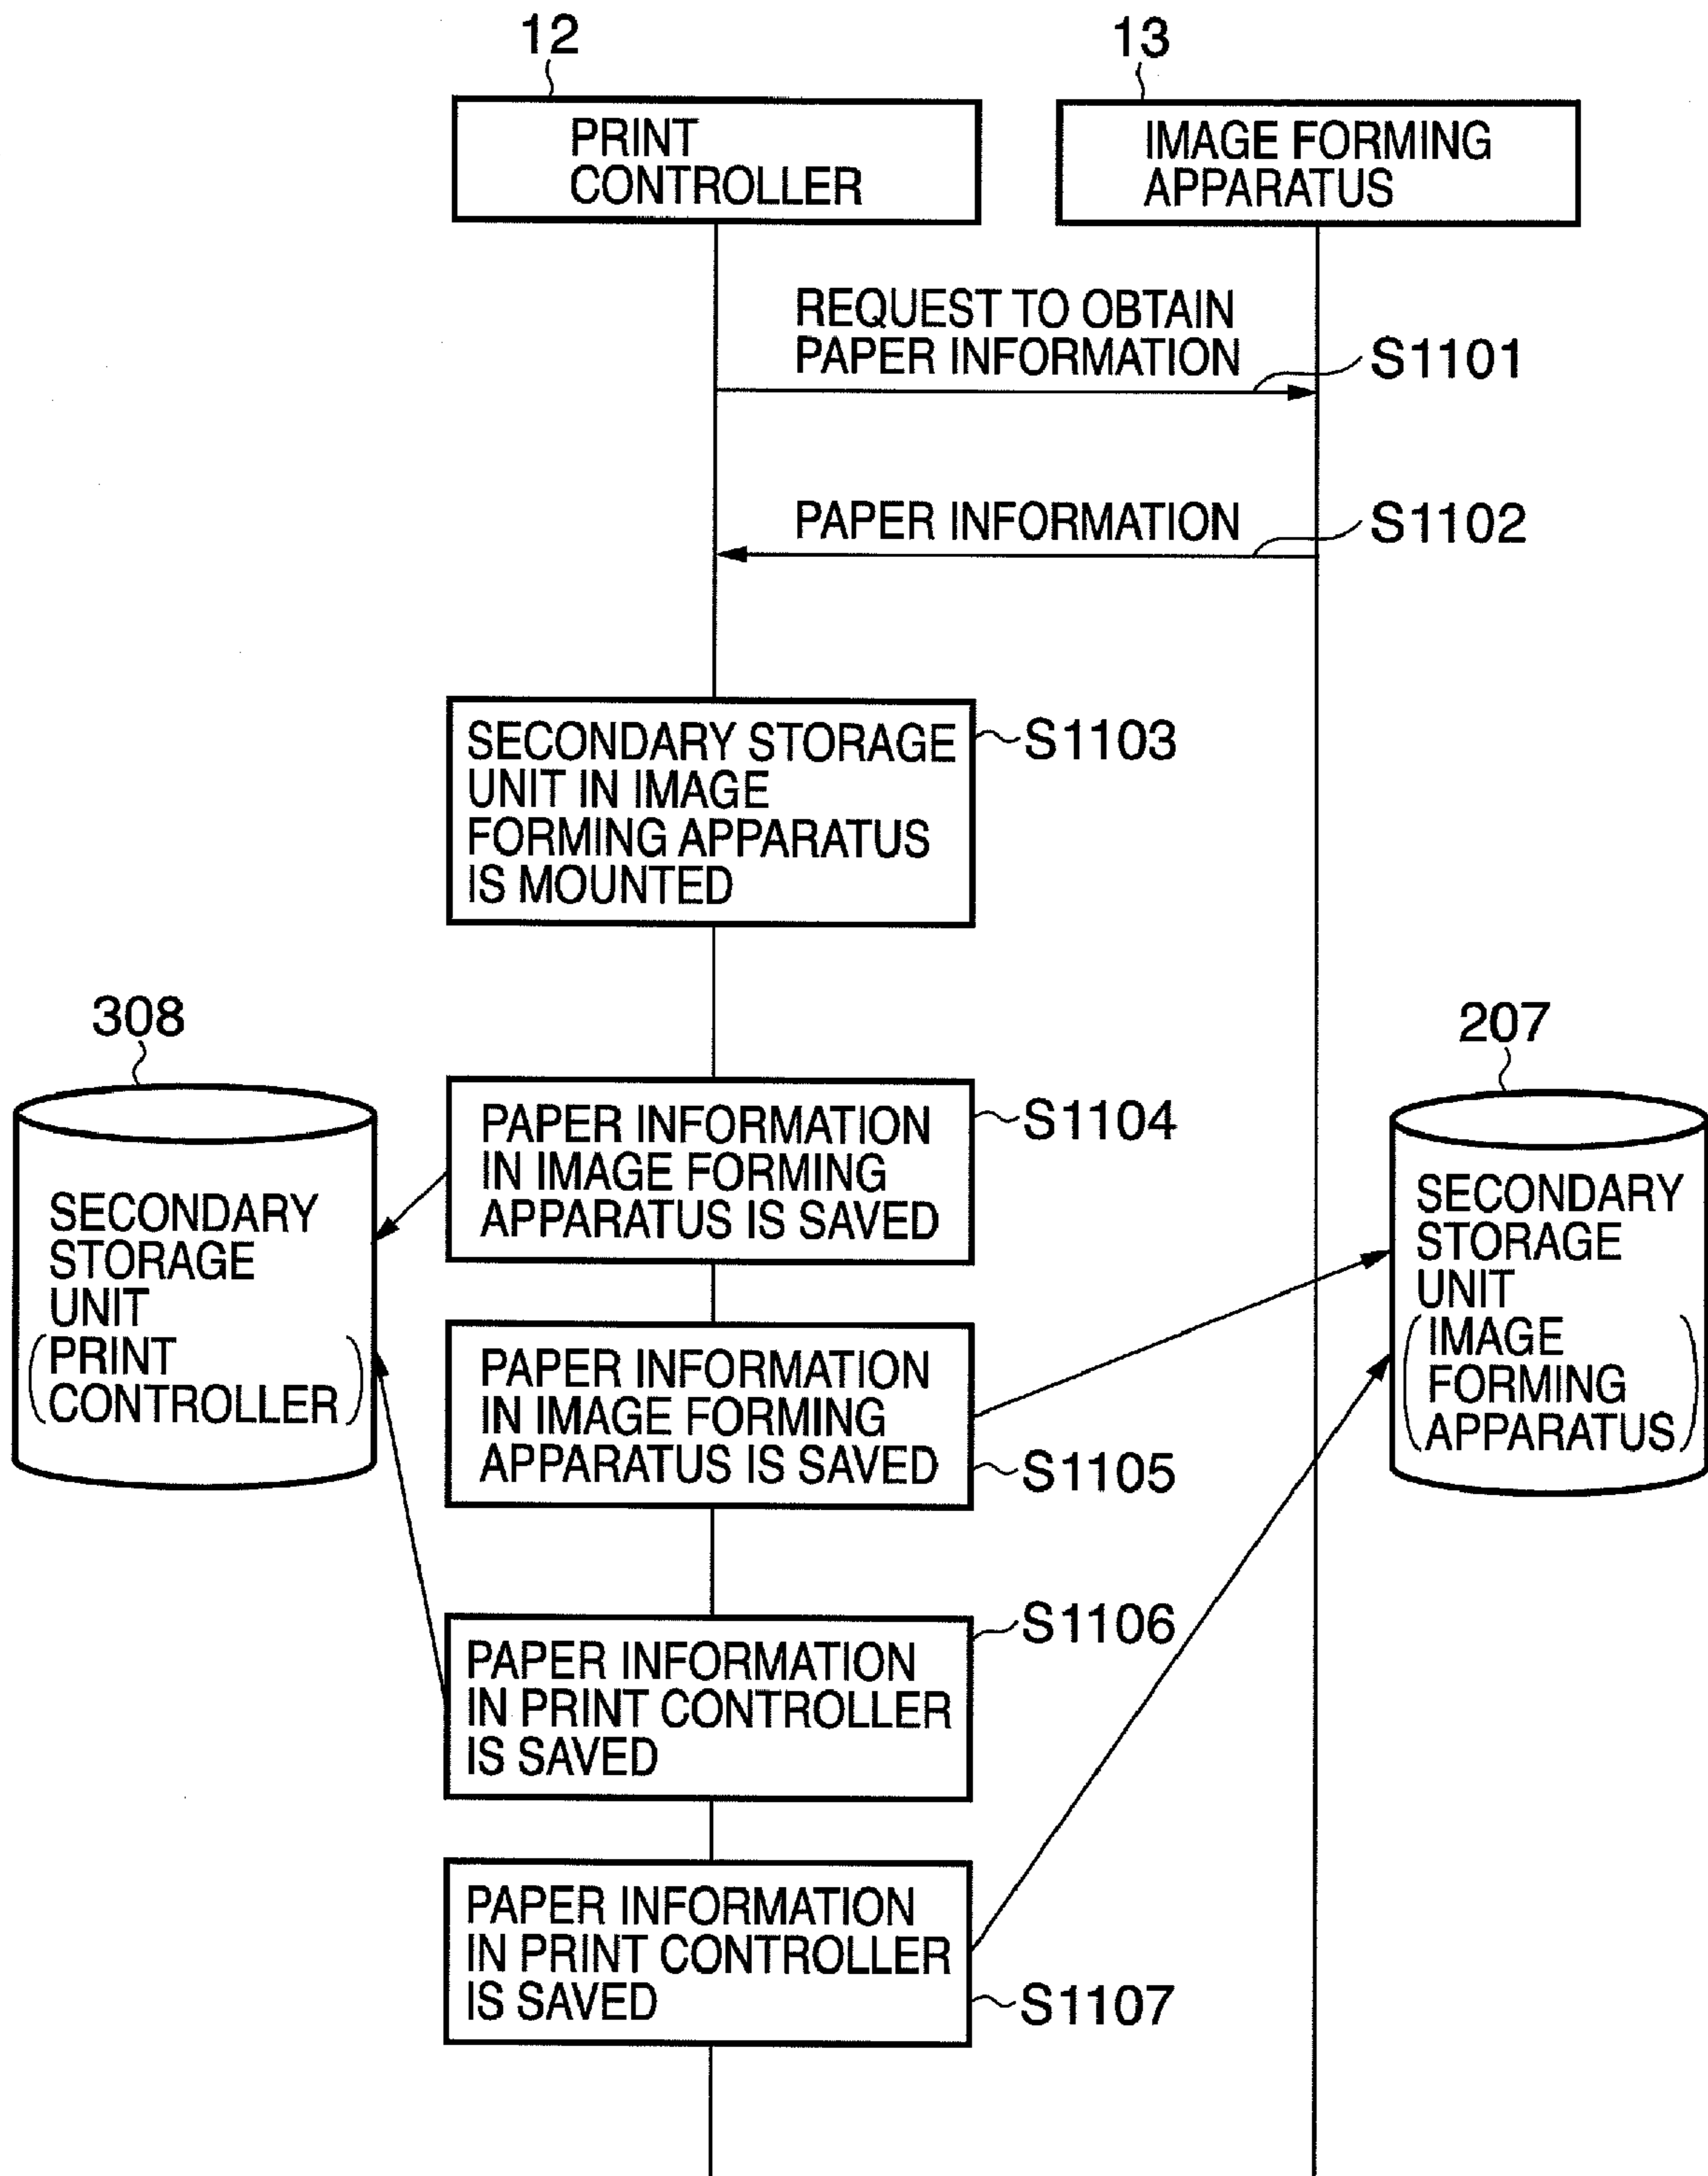 12
13
PRINT
CONTROLLER
IMAGE FORMING
APPARATUS
REQUEST TO OBTAIN
PAPER INFORMATION
S1101
PAPER INFORMATION
S1102
SECONDARY STORAGE
UNIT IN IMAGE
FORMING APPARATUS
IS MOUNTED
S1103
308
207
SECONDARY
STORAGE
UNIT
(PRINT
CONTROLLER)
PAPER INFORMATION
IN IMAGE FORMING
APPARATUS IS SAVED
S1104
SECONDARY
STORAGE
UNIT
(IMAGE
FORMING
APPARATUS)
PAPER INFORMATION
IN IMAGE FORMING
APPARATUS IS SAVED
S1105
PAPER INFORMATION
IN PRINT CONTROLLER
IS SAVED
S1106
PAPER INFORMATION
IN PRINT CONTROLLER
IS SAVED
S1107